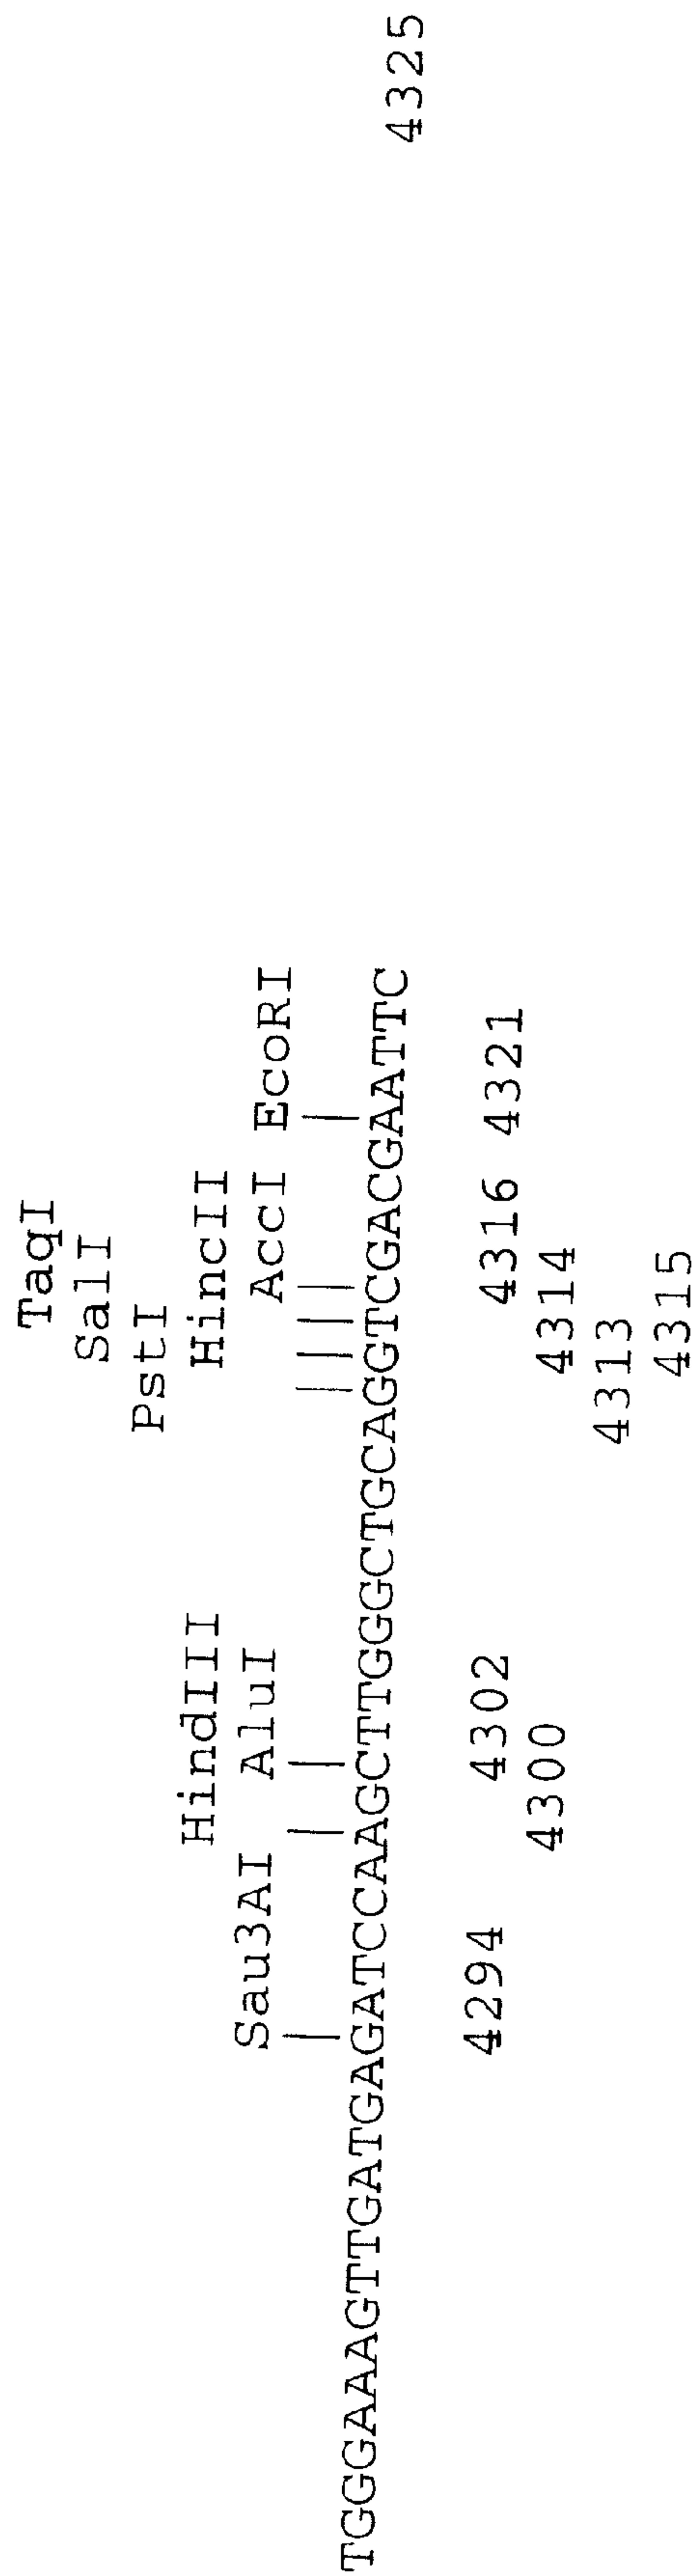 TaqI
SalI
PstI
HindIII HincII
Sau3AI AluI AccI EcoRI
TGGGAAAGTTGATGAGATCCAAGCTTGGGCTGCAGGTCGACGAATTC 4325
4294 4302 4316 4321
4300 4314
4313
4315